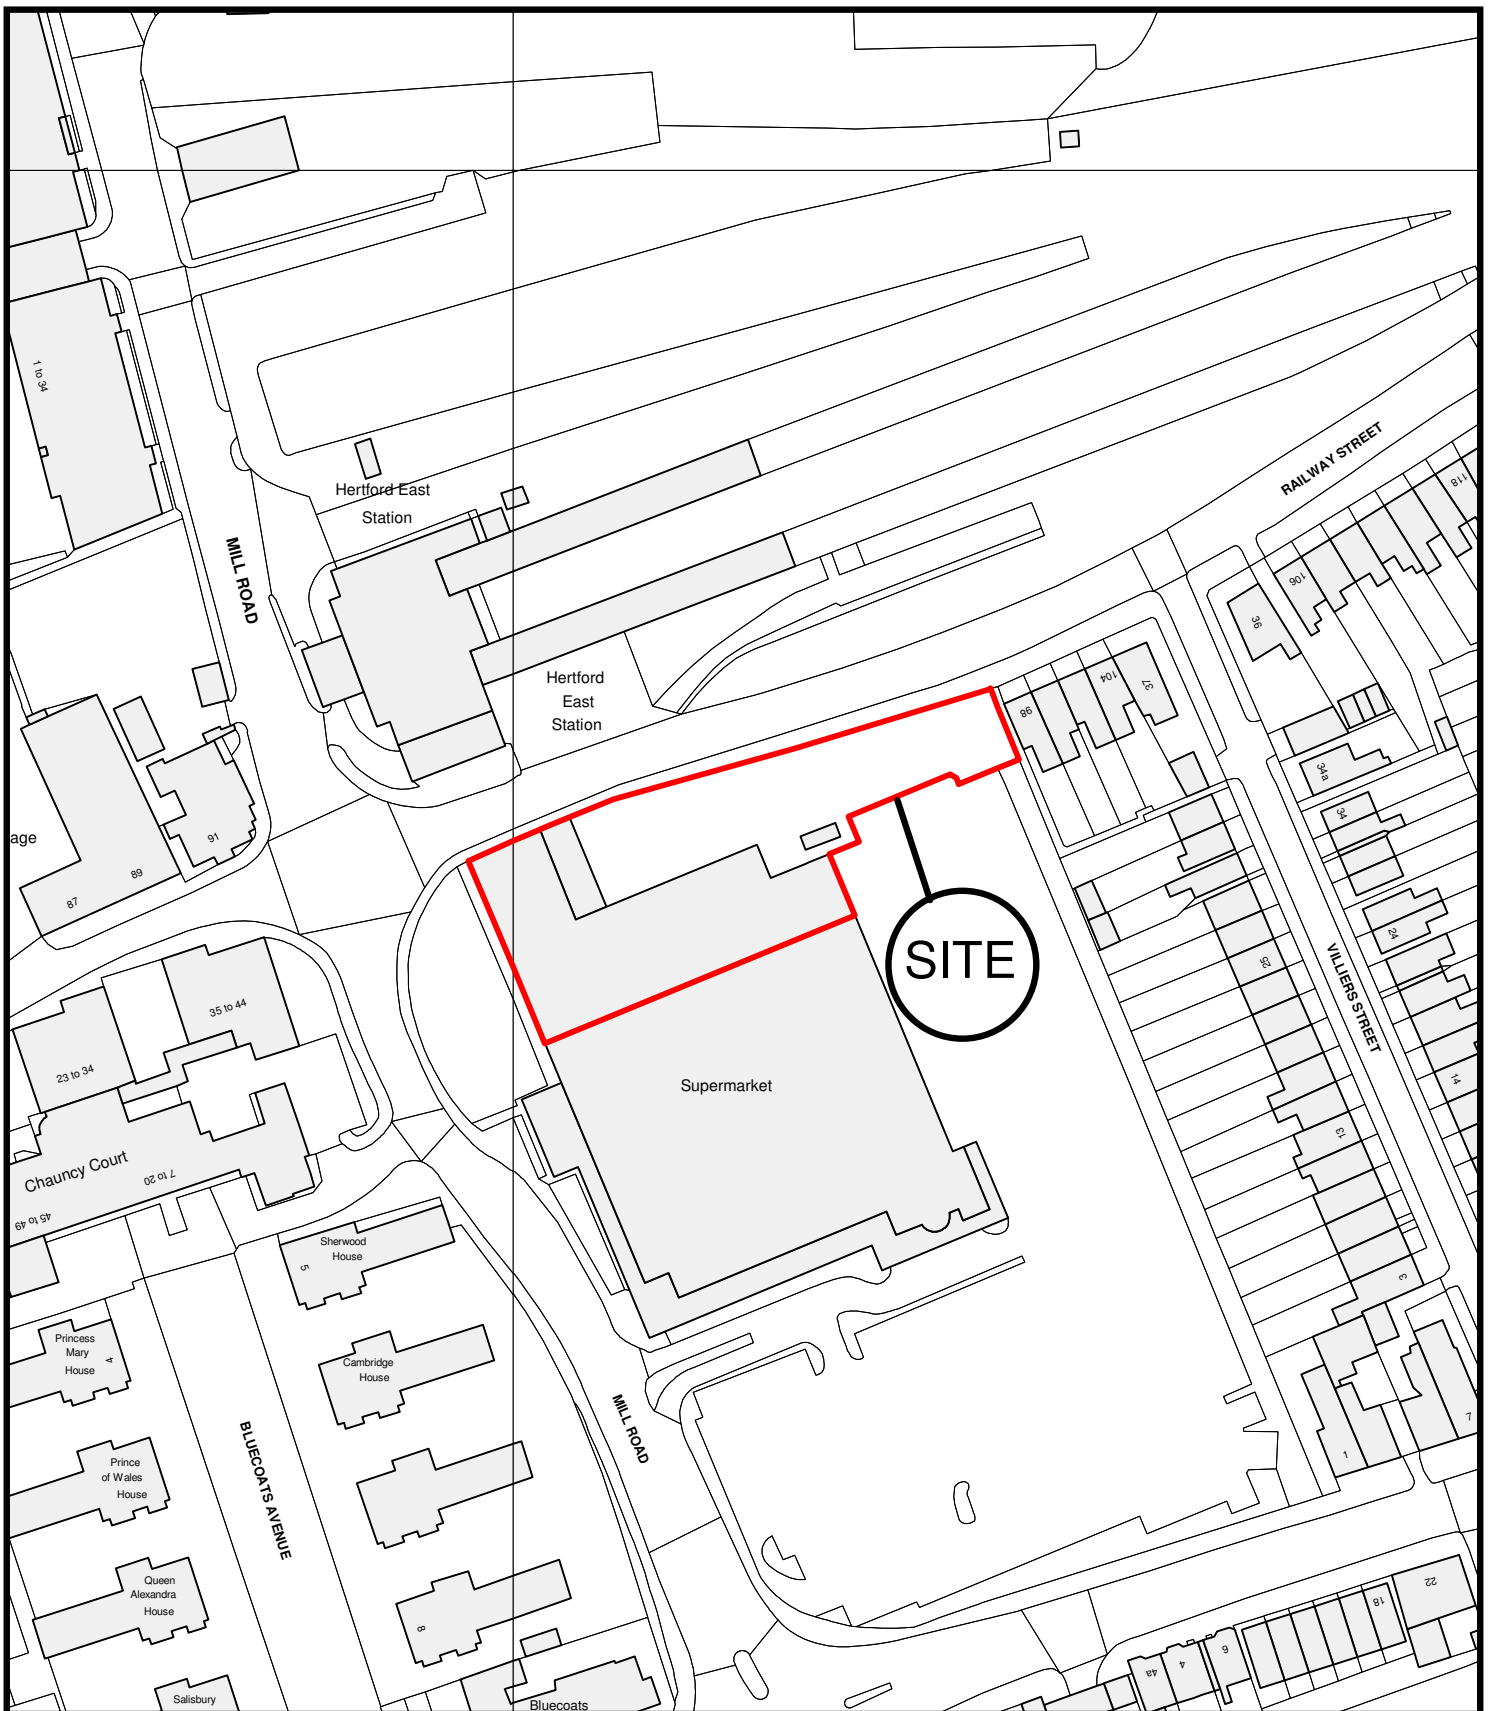 1 to 34
Hertford East
Station
RAILWAY STREET
118
106
MILL ROAD
36
Hertford
East
Station
104
37
98
34a
34
age
91
89
87
24
SITE
25
VILLIERS STREET
35 to 44
23 to 34
Supermarket
14
13
Chauncy Court
7 to 20
45 to 49
Sherwood
House
5
3
Princess
Mary
House
4
Cambridge
House
MILL ROAD
BLUECOATS AVENUE
Prince
of Wales
House
1
7
Queen
Alexandra
House
8
22
18
6
4
4a
Salisbury
Bluecoats